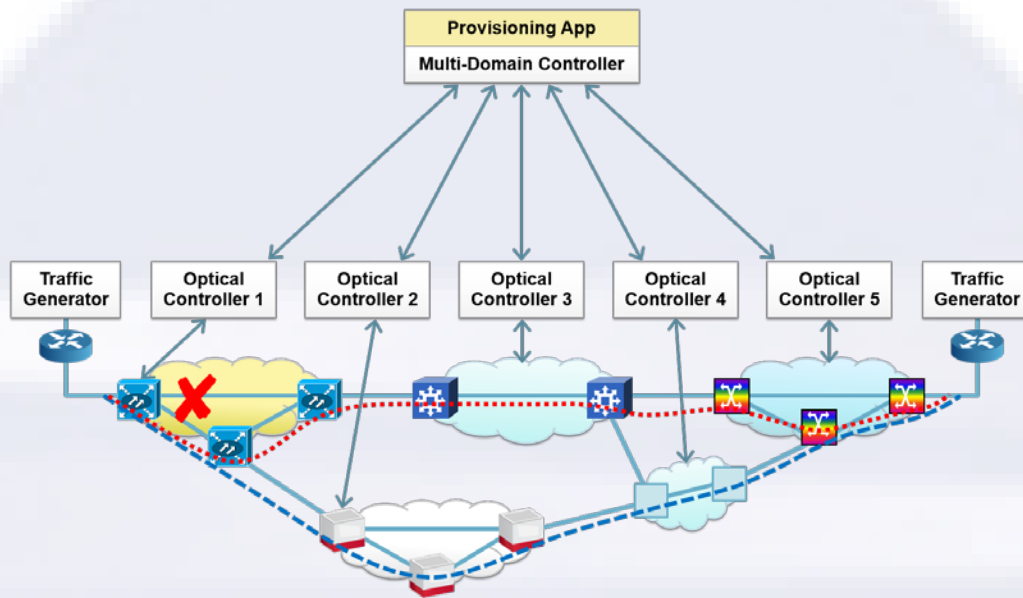 Provisioning App
Multi-Domain Controller
Traffic
Generator
Optical
Controller 1
Optical
Controller 2
Optical
Controller 3
Optical
Controller 4
Optical
Controller 5
Traffic
Generator